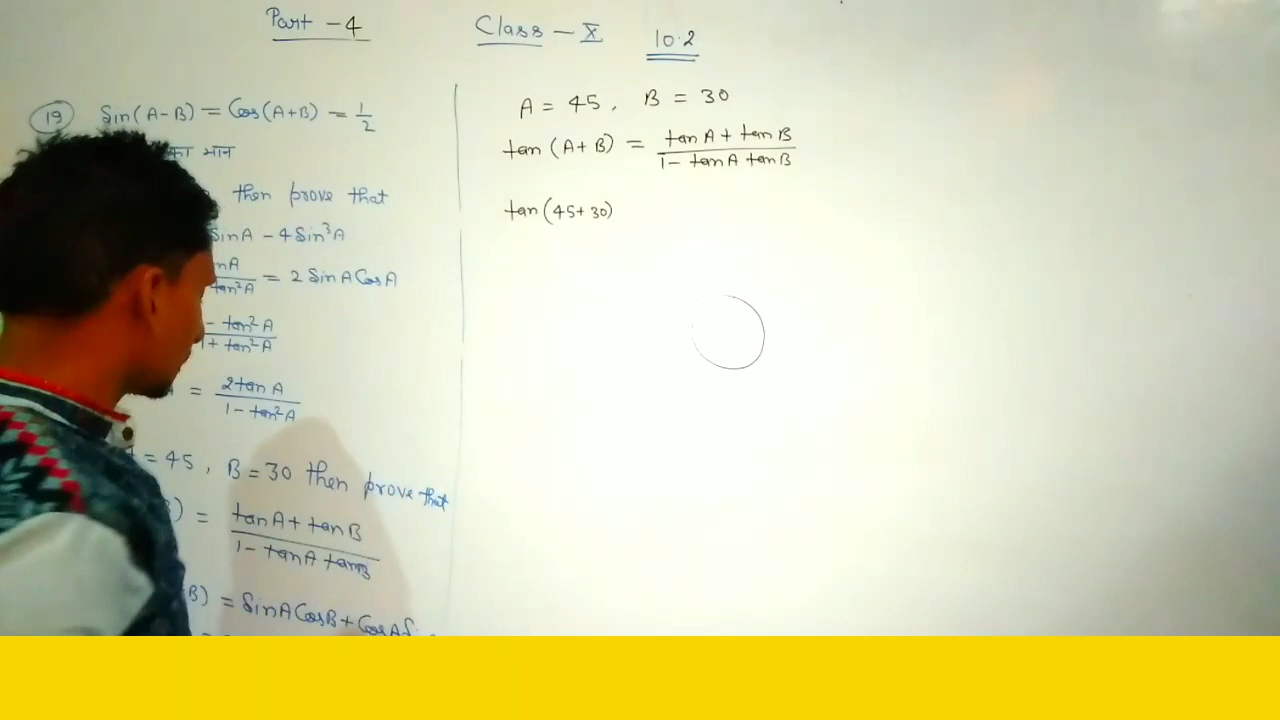 Part - 4
Class - X 10.2
19 Sin(A-B) = Cos(A+B) = 1/2
का मान
then prove that
SinA - 4Sin³A
= 2 SinA CosA
tan²A
- tan²A / 1 + tan²A
= 2tanA / 1 - tan²A
= 45, B = 30 then prove that
) = tanA + tanB / 1 - tanA tanB
B) = SinA CosB + CosA
A = 45, B = 30
tan (A+B) = tanA + tanB / 1 - tanA tanB
tan(45+30)